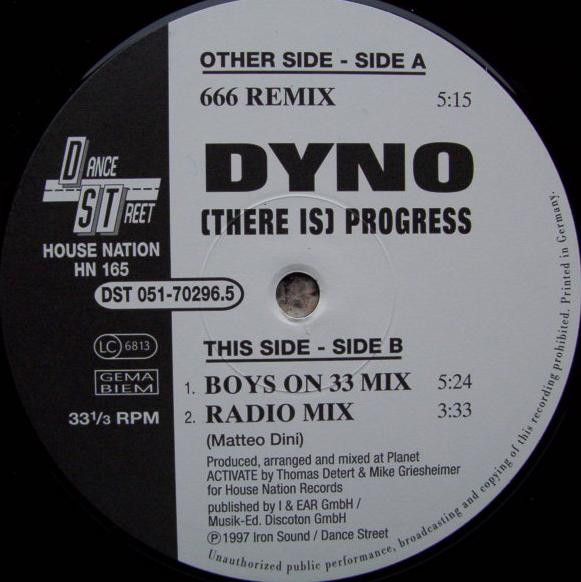 OTHER SIDE - SIDE A
666 REMIX 5:15
DANCE
STREET
HOUSE NATION
HN 165
DST 051-70296.5
LC 6813
GEMA
BIEM
33 1/3 RPM
DYNO
(THERE IS) PROGRESS
THIS SIDE - SIDE B
1. BOYS ON 33 MIX 5:24
2. RADIO MIX 3:33
(Matteo Dini)
Produced, arranged and mixed at Planet
ACTIVATE by Thomas Detert & Mike Griesheimer
for House Nation Records
published by I & EAR GmbH /
Musik-Ed. Discoton GmbH
Ⓟ 1997 Iron Sound / Dance Street
Unauthorized public performance, broadcasting and copying of this recording prohibited. Printed in Germany.